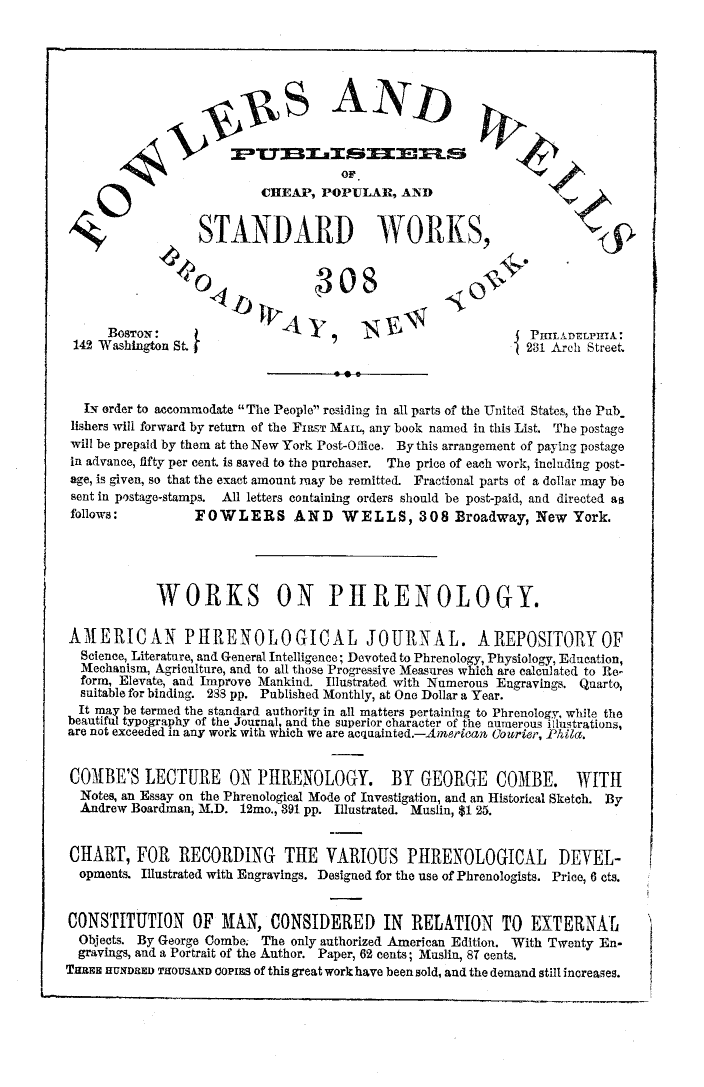 FOWLERS AND WELLS
PUBLISHERS
OF
CHEAP, POPULAR, AND
STANDARD WORKS,
308
BROADWAY, NEW YORK.
BOSTON: }
142 Washington St. }
{ PHILADELPHIA:
{ 231 Arch Street.
In order to accommodate "The People" residing in all parts of the United States, the Pub_
lishers will forward by return of the FIRST MAIL, any book named in this List. The postage
will be prepaid by them at the New York Post-Office. By this arrangement of paying postage
in advance, fifty per cent. is saved to the purchaser. The price of each work, including post-
age, is given, so that the exact amount may be remitted. Fractional parts of a dollar may be
sent in postage-stamps. All letters containing orders should be post-paid, and directed as
follows: FOWLERS AND WELLS, 308 Broadway, New York.
WORKS ON PHRENOLOGY.
AMERICAN PHRENOLOGICAL JOURNAL. A REPOSITORY OF
Science, Literature, and General Intelligence; Devoted to Phrenology, Physiology, Education,
Mechanism, Agriculture, and to all those Progressive Measures which are calculated to Re-
form, Elevate, and Improve Mankind. Illustrated with Numerous Engravings. Quarto,
suitable for binding. 288 pp. Published Monthly, at One Dollar a Year.
It may be termed the standard authority in all matters pertaining to Phrenology, while the
beautiful typography of the Journal, and the superior character of the numerous illustrations,
are not exceeded in any work with which we are acquainted.—American Courier, Phila.
COMBE'S LECTURE ON PHRENOLOGY. BY GEORGE COMBE. WITH
Notes, an Essay on the Phrenological Mode of Investigation, and an Historical Sketch. By
Andrew Boardman, M.D. 12mo., 391 pp. Illustrated. Muslin, $1 25.
CHART, FOR RECORDING THE VARIOUS PHRENOLOGICAL DEVEL-
opments. Illustrated with Engravings. Designed for the use of Phrenologists. Price, 6 cts.
CONSTITUTION OF MAN, CONSIDERED IN RELATION TO EXTERNAL
Objects. By George Combe. The only authorized American Edition. With Twenty En-
gravings, and a Portrait of the Author. Paper, 62 cents; Muslin, 87 cents.
THREE HUNDRED THOUSAND COPIES of this great work have been sold, and the demand still increases.